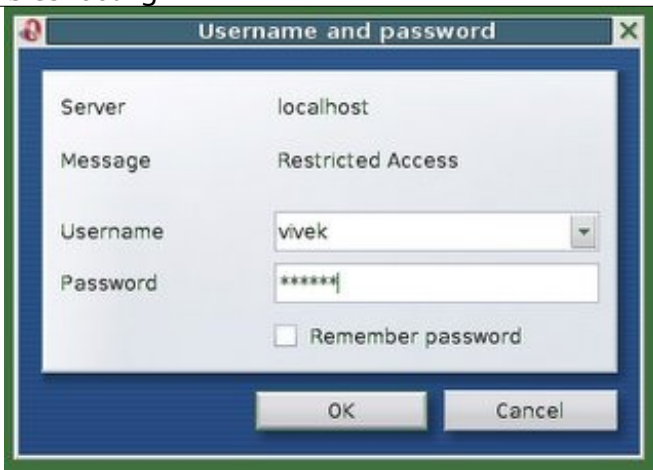 Username and password
Server localhost
Message Restricted Access
Username vivek
Password ******
Remember password
OK Cancel